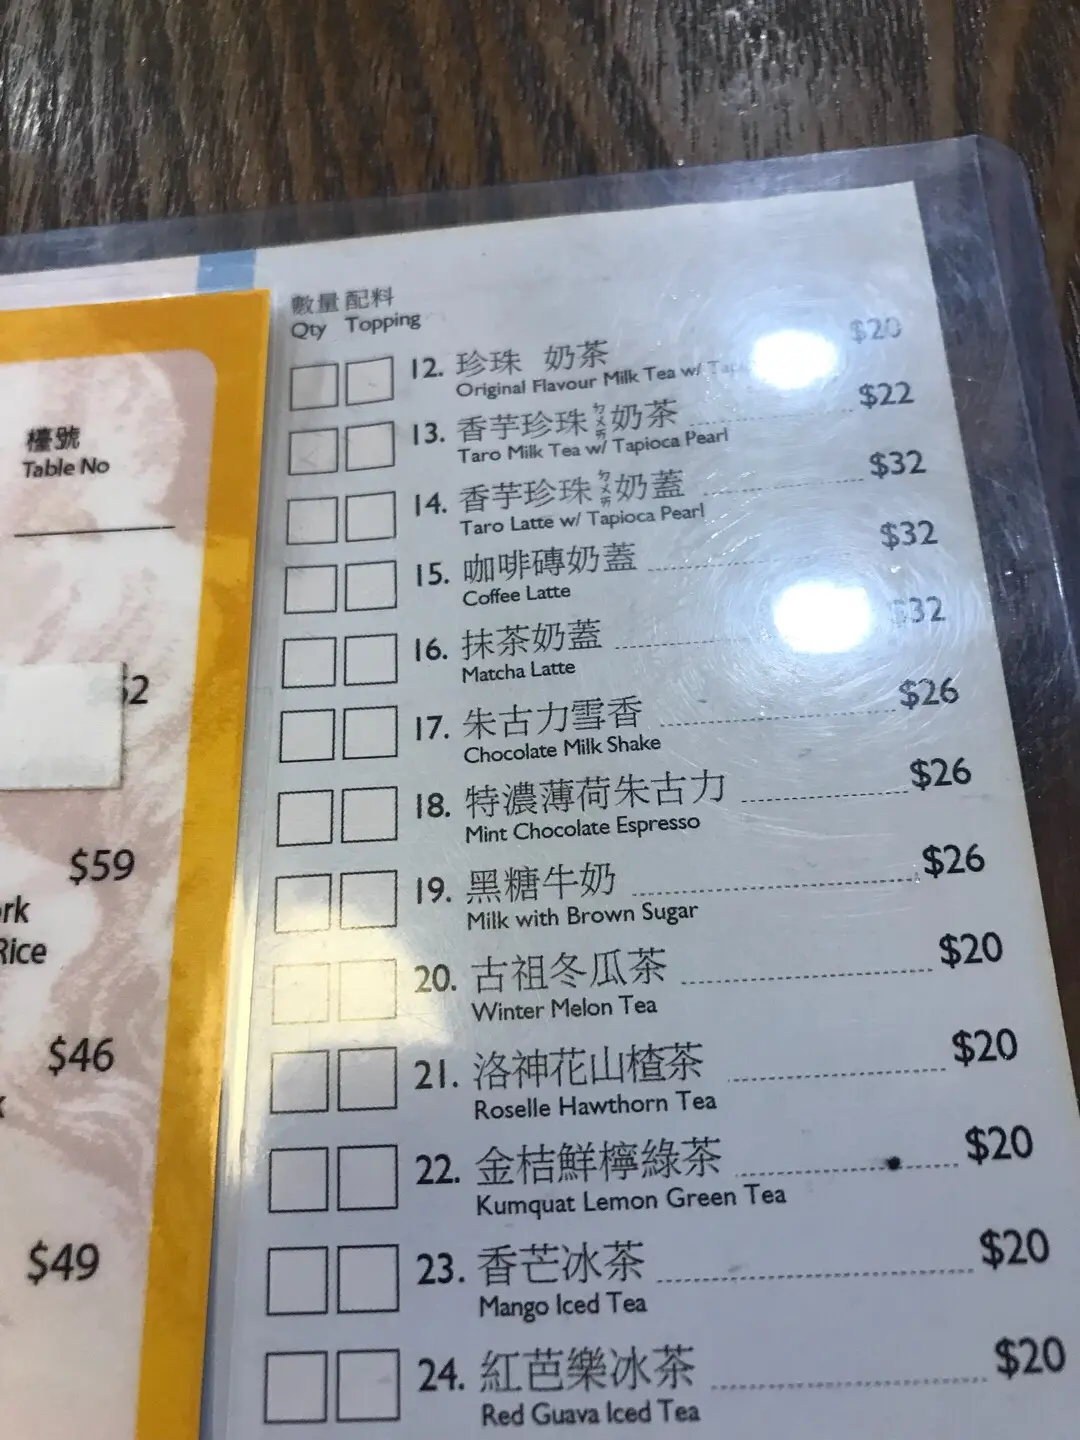 檯號
Table No
$59
Rice
$46
$49
數量 配料
Qty Topping
12. 珍珠 奶茶 $20
Original Flavour Milk Tea w/
13. 香芋珍珠ㄉㄨㄞ奶茶 $22
Taro Milk Tea w/ Tapioca Pearl
14. 香芋珍珠ㄉㄨㄞ奶蓋 $32
Taro Latte w/ Tapioca Pearl
15. 咖啡磚奶蓋 $32
Coffee Latte
16. 抹茶奶蓋 $32
Matcha Latte
17. 朱古力雪香 $26
Chocolate Milk Shake
18. 特濃薄荷朱古力 $26
Mint Chocolate Espresso
19. 黑糖牛奶 $26
Milk with Brown Sugar
20. 古祖冬瓜茶 $20
Winter Melon Tea
21. 洛神花山楂茶 $20
Roselle Hawthorn Tea
22. 金桔鮮檸綠茶 $20
Kumquat Lemon Green Tea
23. 香芒冰茶 $20
Mango Iced Tea
24. 紅芭樂冰茶 $20
Red Guava Iced Tea